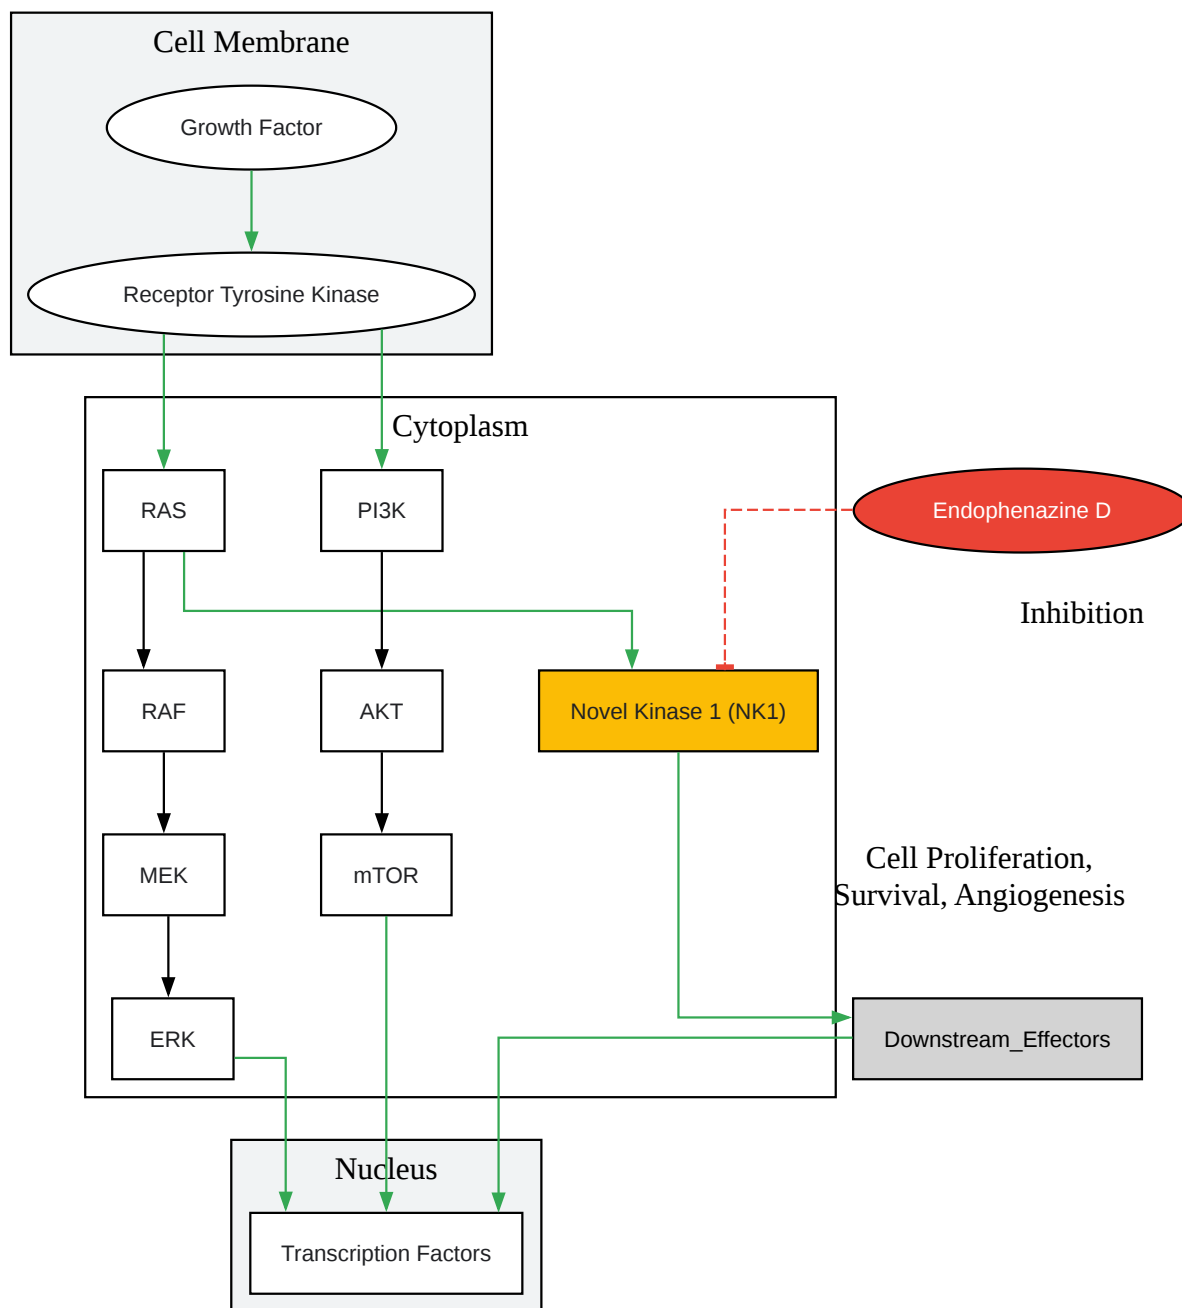 Cell Membrane
Growth Factor
Receptor Tyrosine Kinase
Cytoplasm
RAS
PI3K
Endophenazine D
Inhibition
RAF
AKT
Novel Kinase 1 (NK1)
Cell Proliferation,
Survival, Angiogenesis
MEK
mTOR
ERK
Downstream_Effectors
Nucleus
Transcription Factors